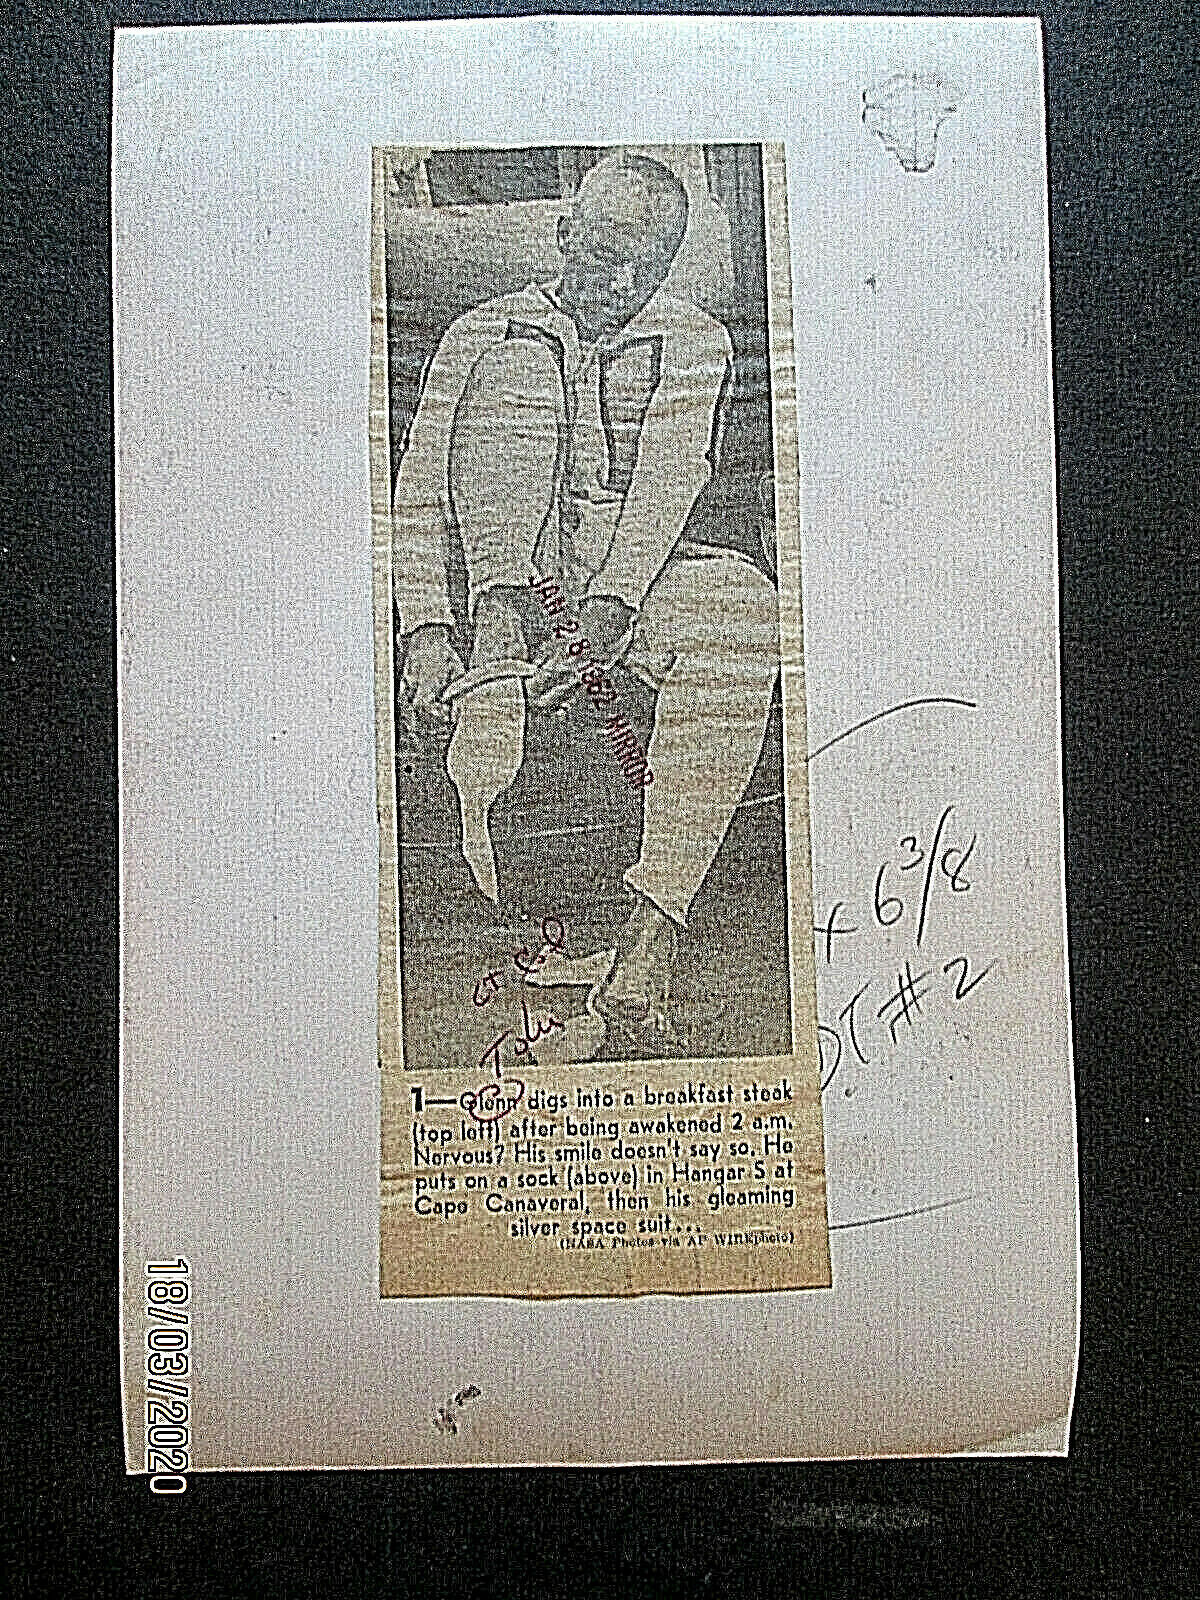 JAN 28 1962 MIRROR
x 6 3/8
#2
1—Glenn digs into a breakfast steak
(top left) after being awakened 2 a.m.
Nervous? His smile doesn't say so. He
puts on a sock (above) in Hangar S at
Cape Canaveral, then his gleaming
silver space suit...
(NASA Photos via AP WIREphoto)
18/03/2020